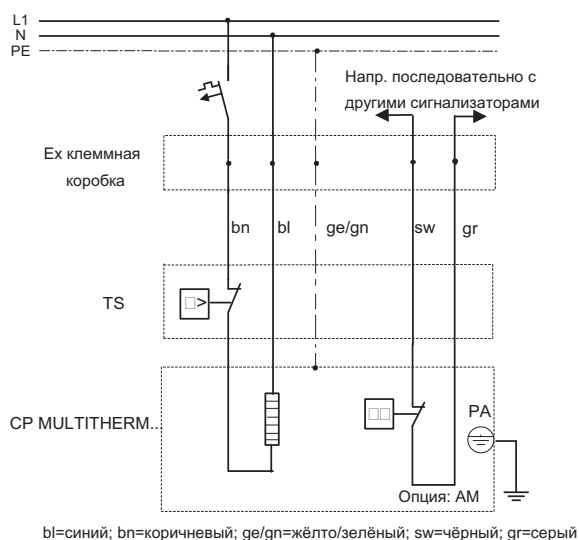 L1
N
PE
Напр. последовательно с
другими сигнализаторами
Ex клеммная
коробка
bn
bl
ge/gn
sw
gr
TS
>
CP MULTITHERM..
PA
Опция: AM
bl=синий; bn=коричневый; ge/gn=жёлто/зелёный; sw=чёрный; gr=серый